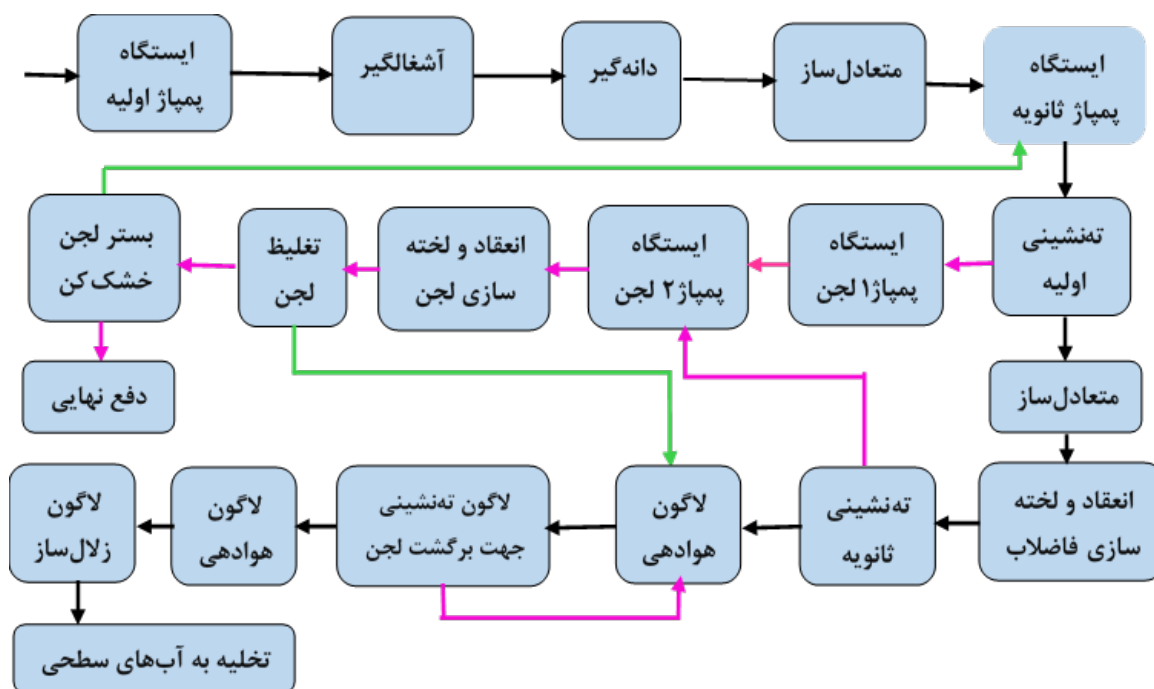 ایستگاه
پمپاژ اولیه
آشغالگیر
دانه‌گیر
متعادل‌ساز
ایستگاه
پمپاژ ثانویه
ته‌نشینی
اولیه
ایستگاه
پمپاژ۱ لجن
ایستگاه
پمپاژ۲ لجن
انعقاد و لخته
سازی لجن
تغلیظ
لجن
بستر لجن
خشک‌کن
دفع نهایی
متعادل‌ساز
انعقاد و لخته
سازی فاضلاب
ته‌نشینی
ثانویه
لاگون
هوادهی
لاگون ته‌نشینی
جهت برگشت لجن
لاگون
هوادهی
لاگون
زلال‌ساز
تخلیه به آب‌های سطحی